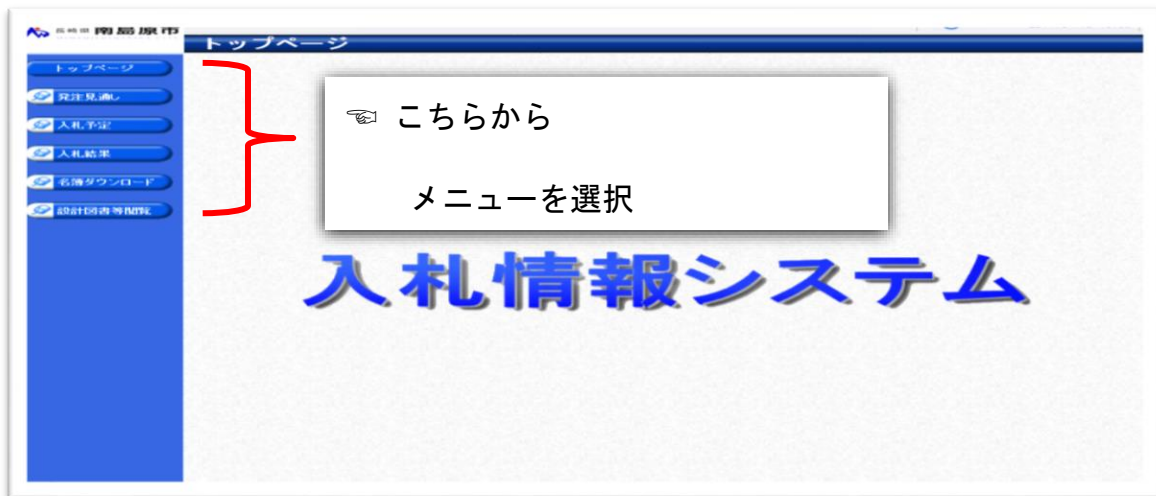 長崎県 南島原市
トップページ
トップページ
発注見通し
入札予定
入札結果
名簿ダウンロード
設計図書等閲覧
☜ こちらから
メニューを選択
入札情報システム